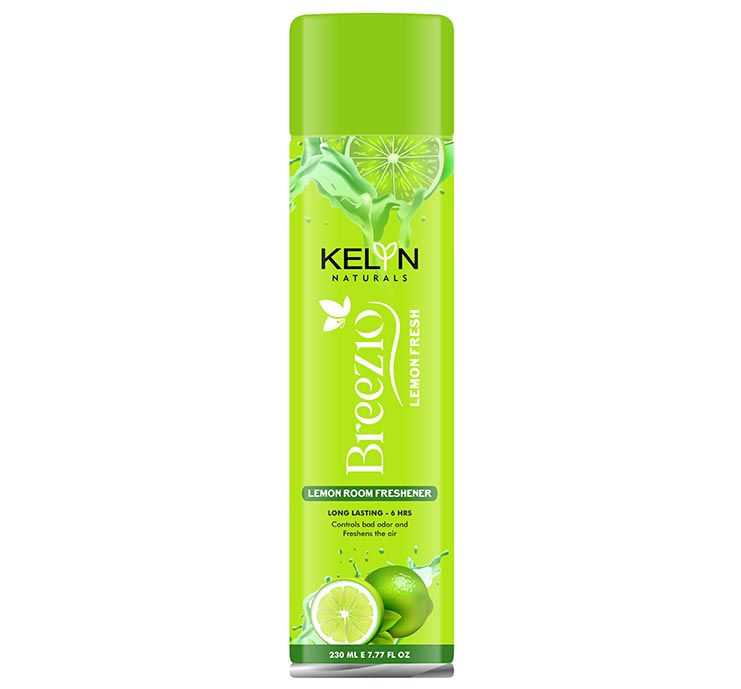 KELYN
NATURALS
Breezio
LEMON FRESH
LEMON ROOM FRESHENER
LONG LASTING - 6 HRS
Controls bad odor and
Freshens the air
230 ML E 7.77 FL OZ